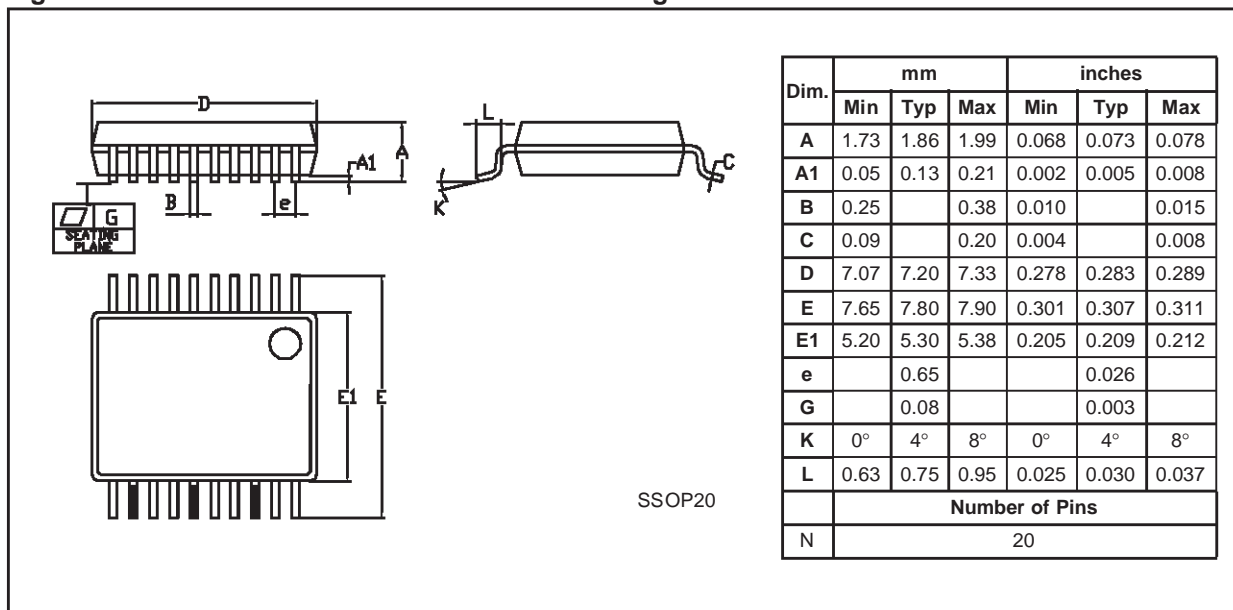 D
A1
A
B
e
G
SEATING
PLANE
L
K
C
E1
E
SSOP20
Dim. mm inches
Min Typ Max Min Typ Max
A 1.73 1.86 1.99 0.068 0.073 0.078
A1 0.05 0.13 0.21 0.002 0.005 0.008
B 0.25 0.38 0.010 0.015
C 0.09 0.20 0.004 0.008
D 7.07 7.20 7.33 0.278 0.283 0.289
E 7.65 7.80 7.90 0.301 0.307 0.311
E1 5.20 5.30 5.38 0.205 0.209 0.212
e 0.65 0.026
G 0.08 0.003
K 0° 4° 8° 0° 4° 8°
L 0.63 0.75 0.95 0.025 0.030 0.037
Number of Pins
N 20